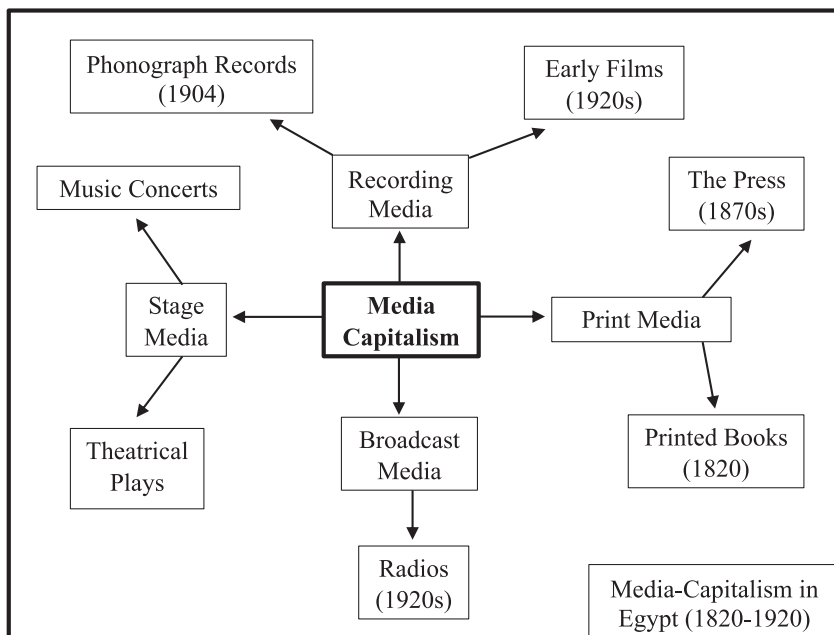 Phonograph Records
(1904)
Early Films
(1920s)
Music Concerts
Recording
Media
The Press
(1870s)
Stage
Media
Media
Capitalism
Print Media
Theatrical
Plays
Broadcast
Media
Printed Books
(1820)
Radios
(1920s)
Media-Capitalism in
Egypt (1820-1920)